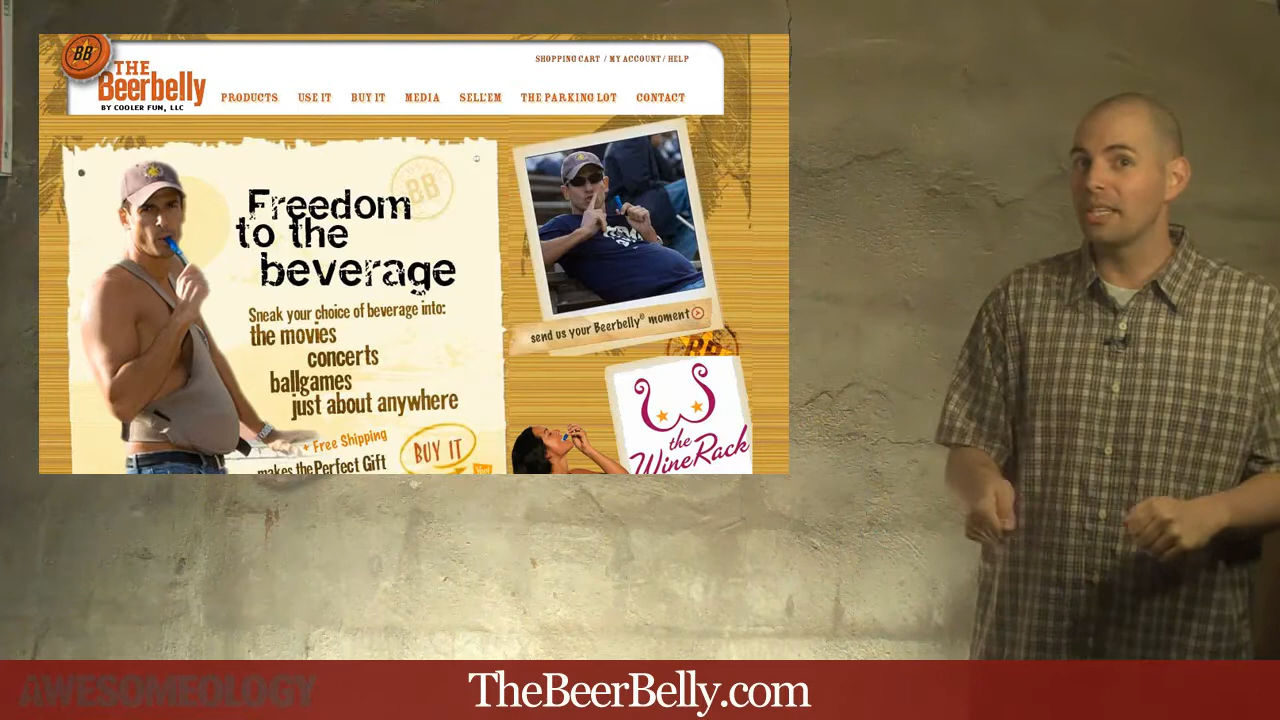 BB
THE
Beerbelly
BY COOLER FUN, LLC
SHOPPING CART / MY ACCOUNT / HELP
PRODUCTS USE IT BUY IT MEDIA SELL'EM THE PARKING LOT CONTACT
BB
Freedom
to the
beverage
Sneak your choice of beverage into:
the movies
concerts
ballgames
just about anywhere
+ Free Shipping
makes the Perfect Gift
BUY IT
send us your Beerbelly® moment
BB
the
WineRack
AWESOMEOLOGY
TheBeerBelly.com